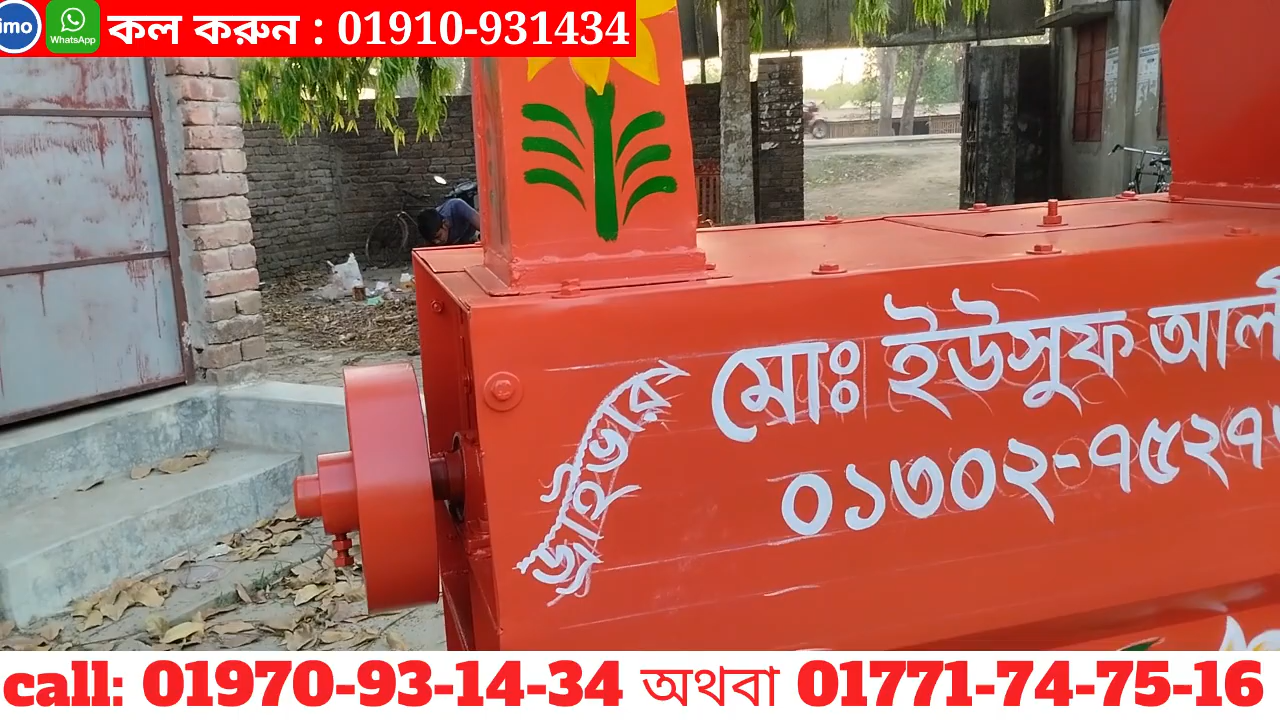 imo WhatsApp কল করুন : 01910-931434
ড্রাইভার
মোঃ ইউসুফ আলী
০১৩০২-৭৫২৭
call: 01970-93-14-34 অথবা 01771-74-75-16